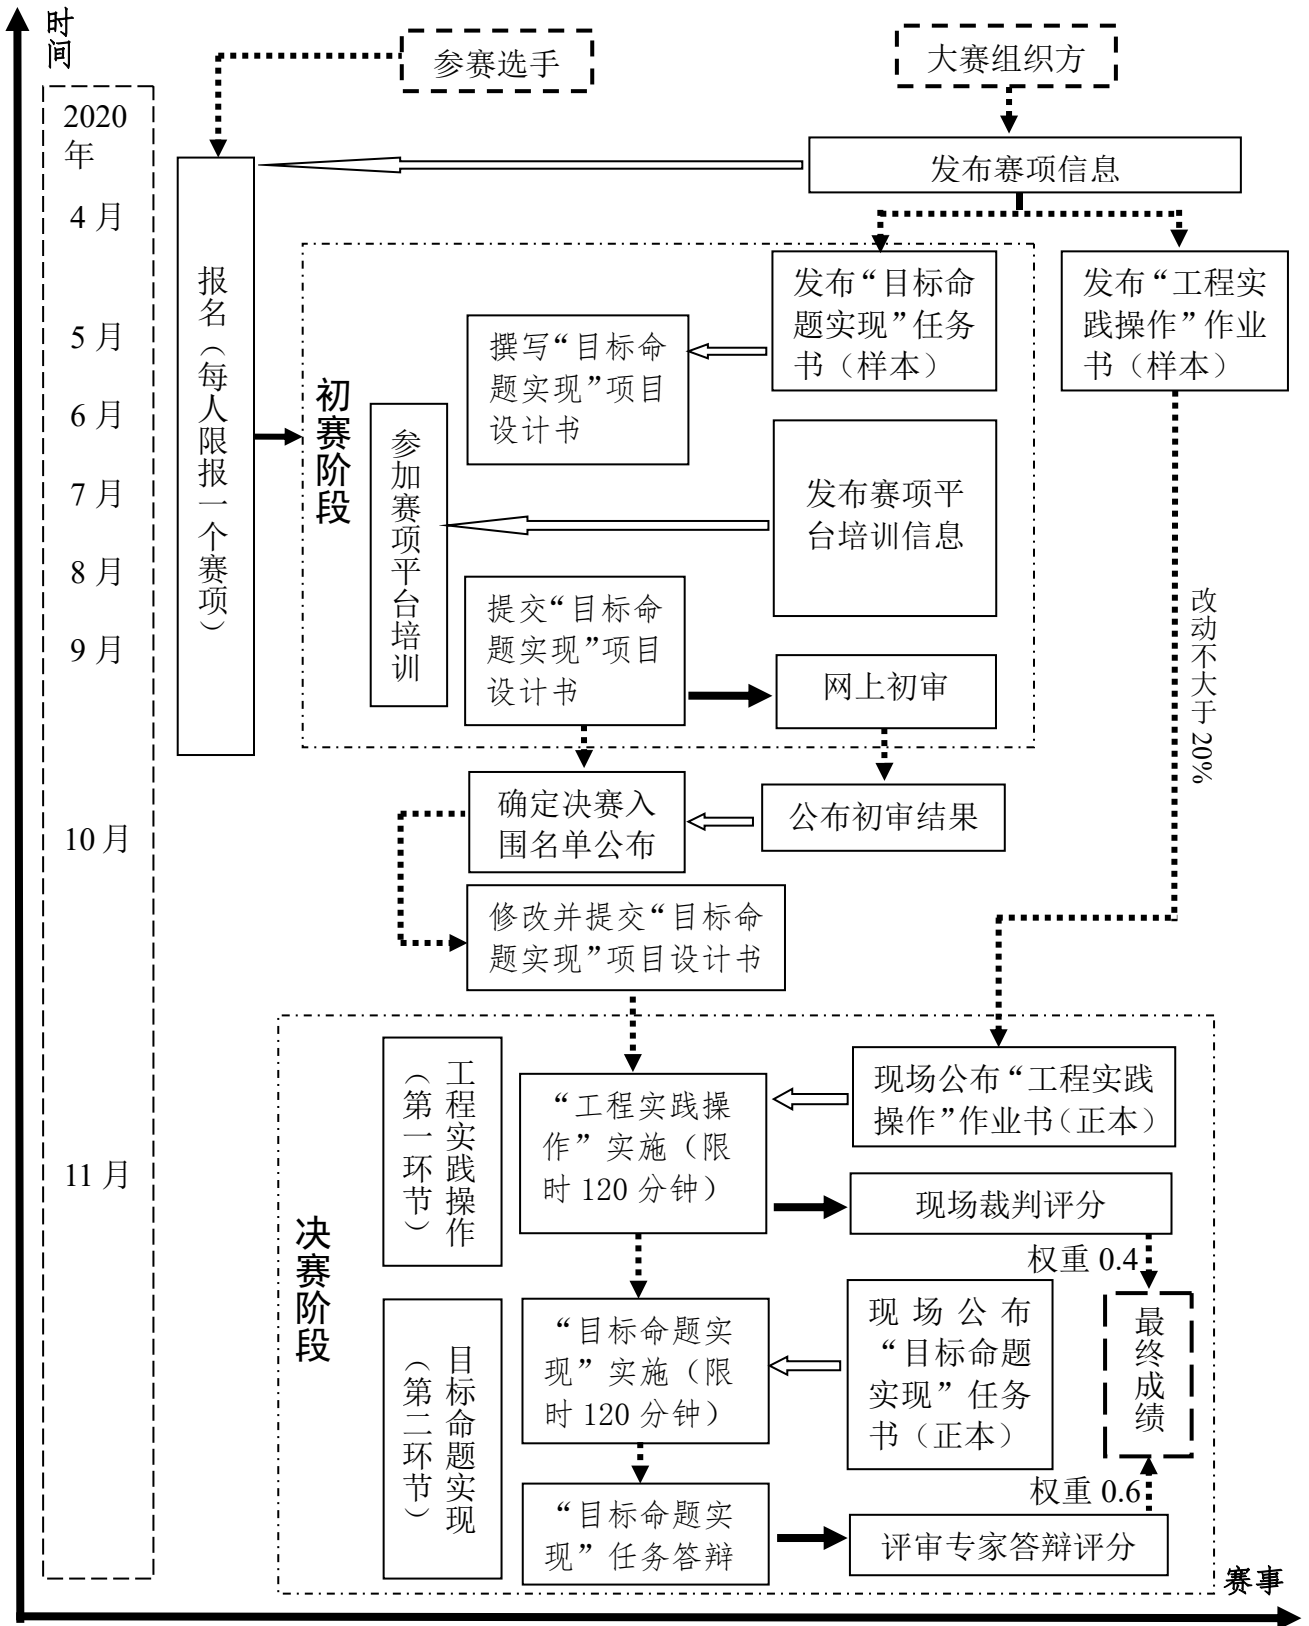 时
间
2020
年
4 月
5 月
6 月
7 月
8 月
9 月
10 月
11 月
参赛选手
大赛组织方
发布赛项信息
报名（每人限报一个赛项）
初赛阶段
发布“目标命
题实现”任务
书（样本）
发布“工程实
践操作”作业
书（样本）
撰写“目标命
题实现”项目
设计书
参加赛项平台培训
发布赛项平
台培训信息
提交“目标命
题实现”项目
设计书
网上初审
改动不大于 20%
确定决赛入
围名单公布
公布初审结果
修改并提交“目标命
题实现”项目设计书
决赛阶段
工程实践操作
（第一环节）
“工程实践操
作”实施（限
时 120 分钟）
现场公布“工程实践
操作”作业书（正本）
现场裁判评分
权重 0.4
目标命题实现
（第二环节）
“目标命题实
现”实施（限
时 120 分钟）
现场公布
“目标命题
实现”任务
书（正本）
最终成绩
权重 0.6
“目标命题实
现”任务答辩
评审专家答辩评分
赛事